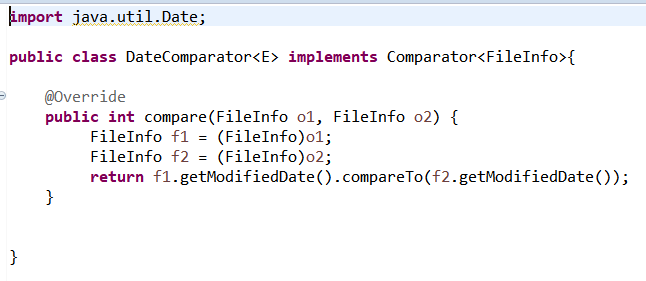 import java.util.Date;
public class DateComparator<E> implements Comparator<FileInfo>{
@Override
public int compare(FileInfo o1, FileInfo o2) {
FileInfo f1 = (FileInfo)o1;
FileInfo f2 = (FileInfo)o2;
return f1.getModifiedDate().compareTo(f2.getModifiedDate());
}
}